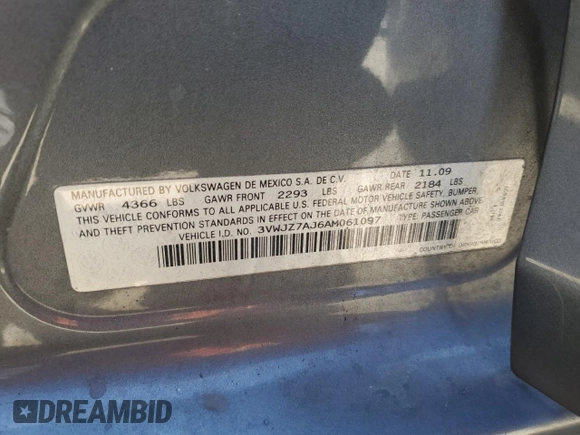 MANUFACTURED BY VOLKSWAGEN DE MEXICO S.A. DE C.V. DATE 11.09
GVWR 4366 LBS GAWR FRONT 2293 LBS GAWR REAR 2184 LBS
THIS VEHICLE CONFORMS TO ALL APPLICABLE U.S. FEDERAL MOTOR VEHICLE SAFETY, BUMPER,
AND THEFT PREVENTION STANDARDS IN EFFECT ON THE DATE OF MANUFACTURE SHOWN ABOVE.
VEHICLE I.D. NO. 3VWJZ7AJ6AM061097 TYPE: PASSENGER CAR
COUNTRY OF
DREAMBID